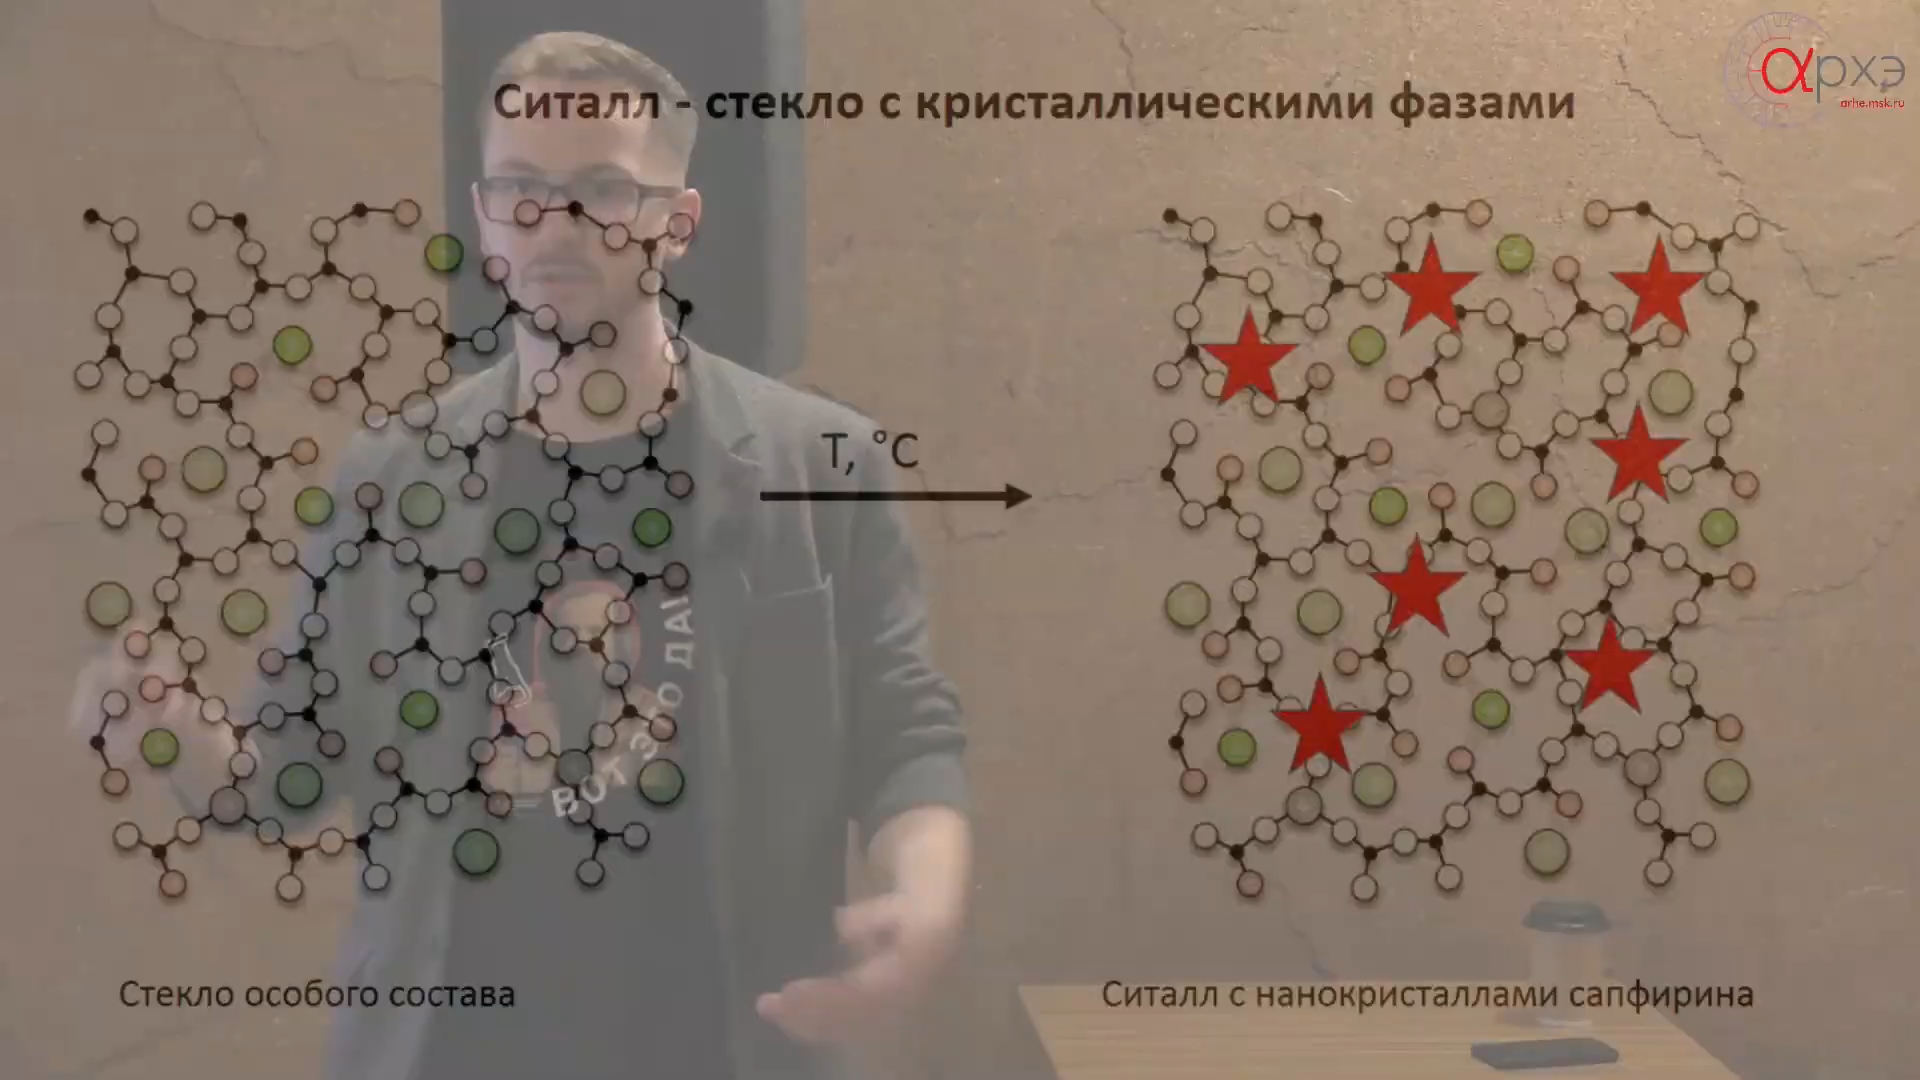 Ситалл - стекло с кристаллическими фазами
αрхэ
arhe.msk.ru
T, °C
ВОТ ЭТО ДА!
Стекло особого состава
Ситалл с нанокристаллами сапфирина